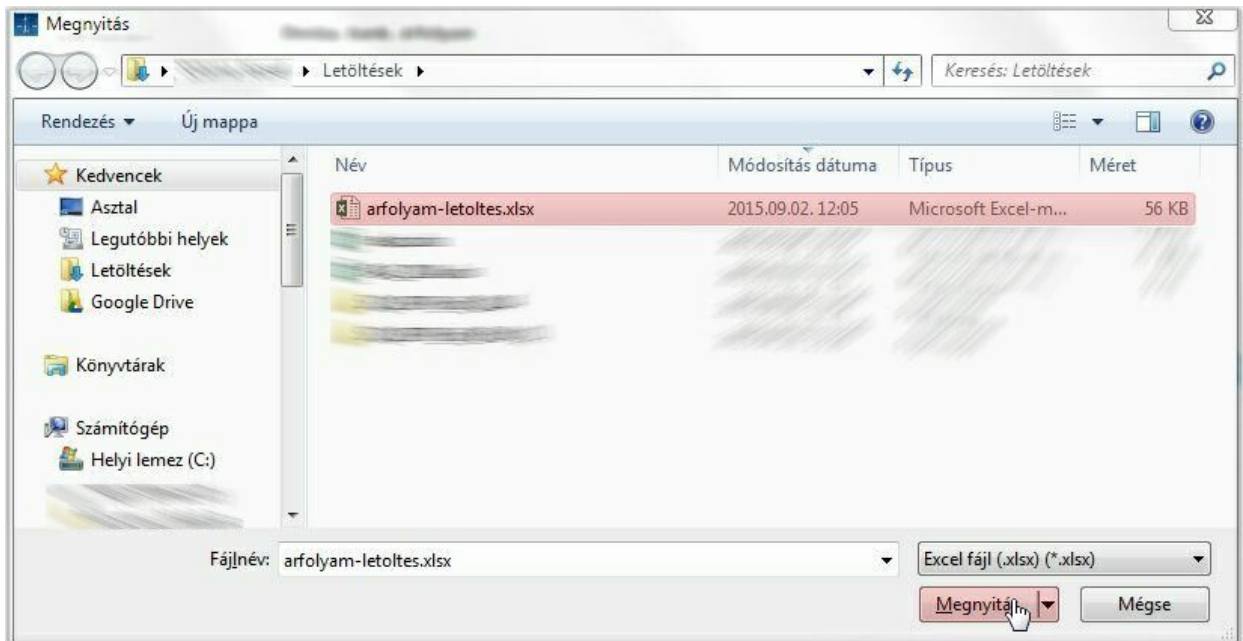 Megnyitás
Letöltések
Keresés: Letöltések
Rendezés Új mappa
Kedvencek
Asztal
Legutóbbi helyek
Letöltések
Google Drive
Könyvtárak
Számítógép
Helyi lemez (C:)
Név Módosítás dátuma Típus Méret
arfolyam-letoltes.xlsx 2015.09.02. 12:05 Microsoft Excel-m... 56 KB
Fájlnév: arfolyam-letoltes.xlsx Excel fájl (.xlsx) (*.xlsx)
Megnyitás Mégse